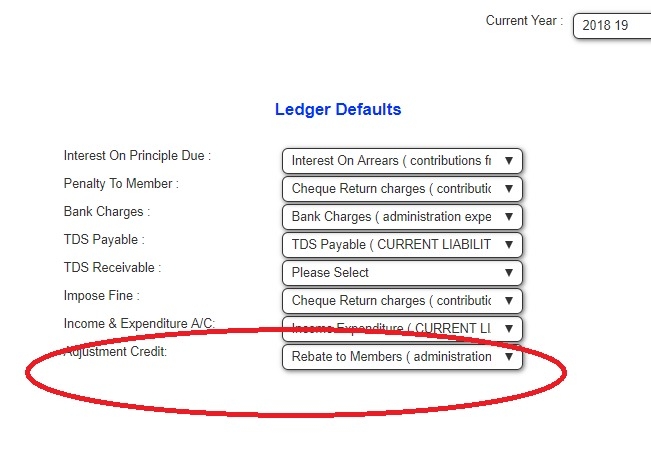 Current Year : 2018 19
Ledger Defaults
Interest On Principle Due : Interest On Arrears ( contributions fr
Penalty To Member : Cheque Return charges ( contributic
Bank Charges : Bank Charges ( administration expe
TDS Payable : TDS Payable ( CURRENT LIABILIT
TDS Receivable : Please Select
Impose Fine : Cheque Return charges ( contributic
Income & Expenditure A/C: Income Expenditure ( CURRENT LI
Adjustment Credit: Rebate to Members ( administration